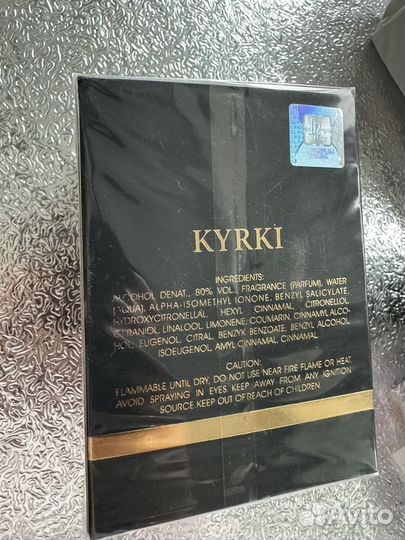 KYRKI
INGREDIENTS:
ALCOHOL DENAT., 80% VOL., FRAGRANCE (PARFUM), WATER
(AQUA), ALPHA-ISOMETHYL IONONE, BENZYL SALICYLATE,
HYDROXYCITRONELLAL, HEXYL CINNAMAL, CITRONELLOL,
GERANIOL, LINALOOL, LIMONENE, COUMARIN, CINNAMYL ALCO-
HOL, EUGENOL, CITRAL, BENZYK BENZOATE, BENZYL ALCOHOL
ISOEUGENOL, AMYL CINNAMAL, CINNAMAL
CAUTION:
FLAMMABLE UNTIL DRY, DO NOT USE NEAR FIRE FLAME OR HEAT
AVOID SPRAYING IN EYES KEEP AWAY FROM ANY IGNITION
SOURCE.KEEP OUT OF REACH OF CHILDREN.
Avito